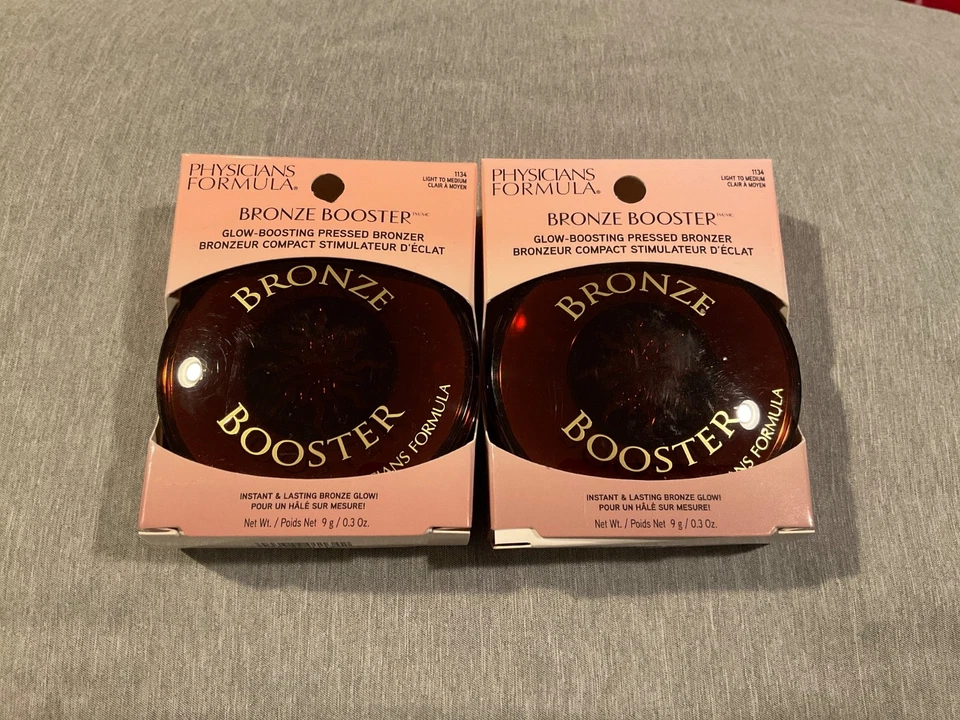 PHYSICIANS
FORMULA®
1134
LIGHT TO MEDIUM
CLAIR À MOYEN
BRONZE BOOSTER™/MC
GLOW-BOOSTING PRESSED BRONZER
BRONZEUR COMPACT STIMULATEUR D'ÉCLAT
BRONZE
BOOSTER
ANS FORMULA
INSTANT & LASTING BRONZE GLOW!
POUR UN HÂLÉ SUR MESURE!
Net Wt. / Poids Net 9 g / 0.3 Oz.
PHYSICIANS
FORMULA®
1134
LIGHT TO MEDIUM
CLAIR À MOYEN
BRONZE BOOSTER™/MC
GLOW-BOOSTING PRESSED BRONZER
BRONZEUR COMPACT STIMULATEUR D'ÉCLAT
BRONZE
BOOSTER
ANS FORMULA
INSTANT & LASTING BRONZE GLOW!
POUR UN HÂLÉ SUR MESURE!
Net Wt. / Poids Net 9 g / 0.3 Oz.